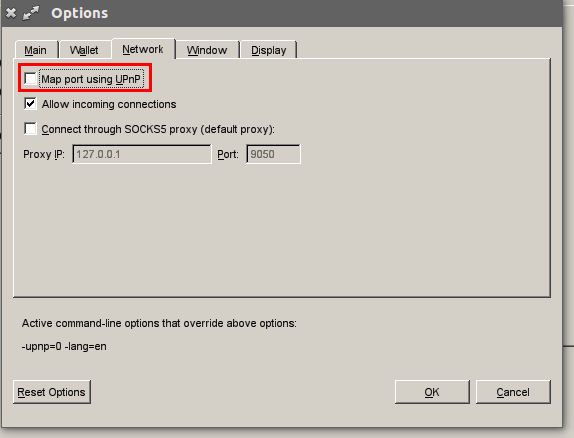 Options
Main Wallet Network Window Display
Map port using UPnP
Allow incoming connections
Connect through SOCKS5 proxy (default proxy):
Proxy IP: 127.0.0.1 Port: 9050
Active command-line options that override above options:
-upnp=0 -lang=en
Reset Options OK Cancel